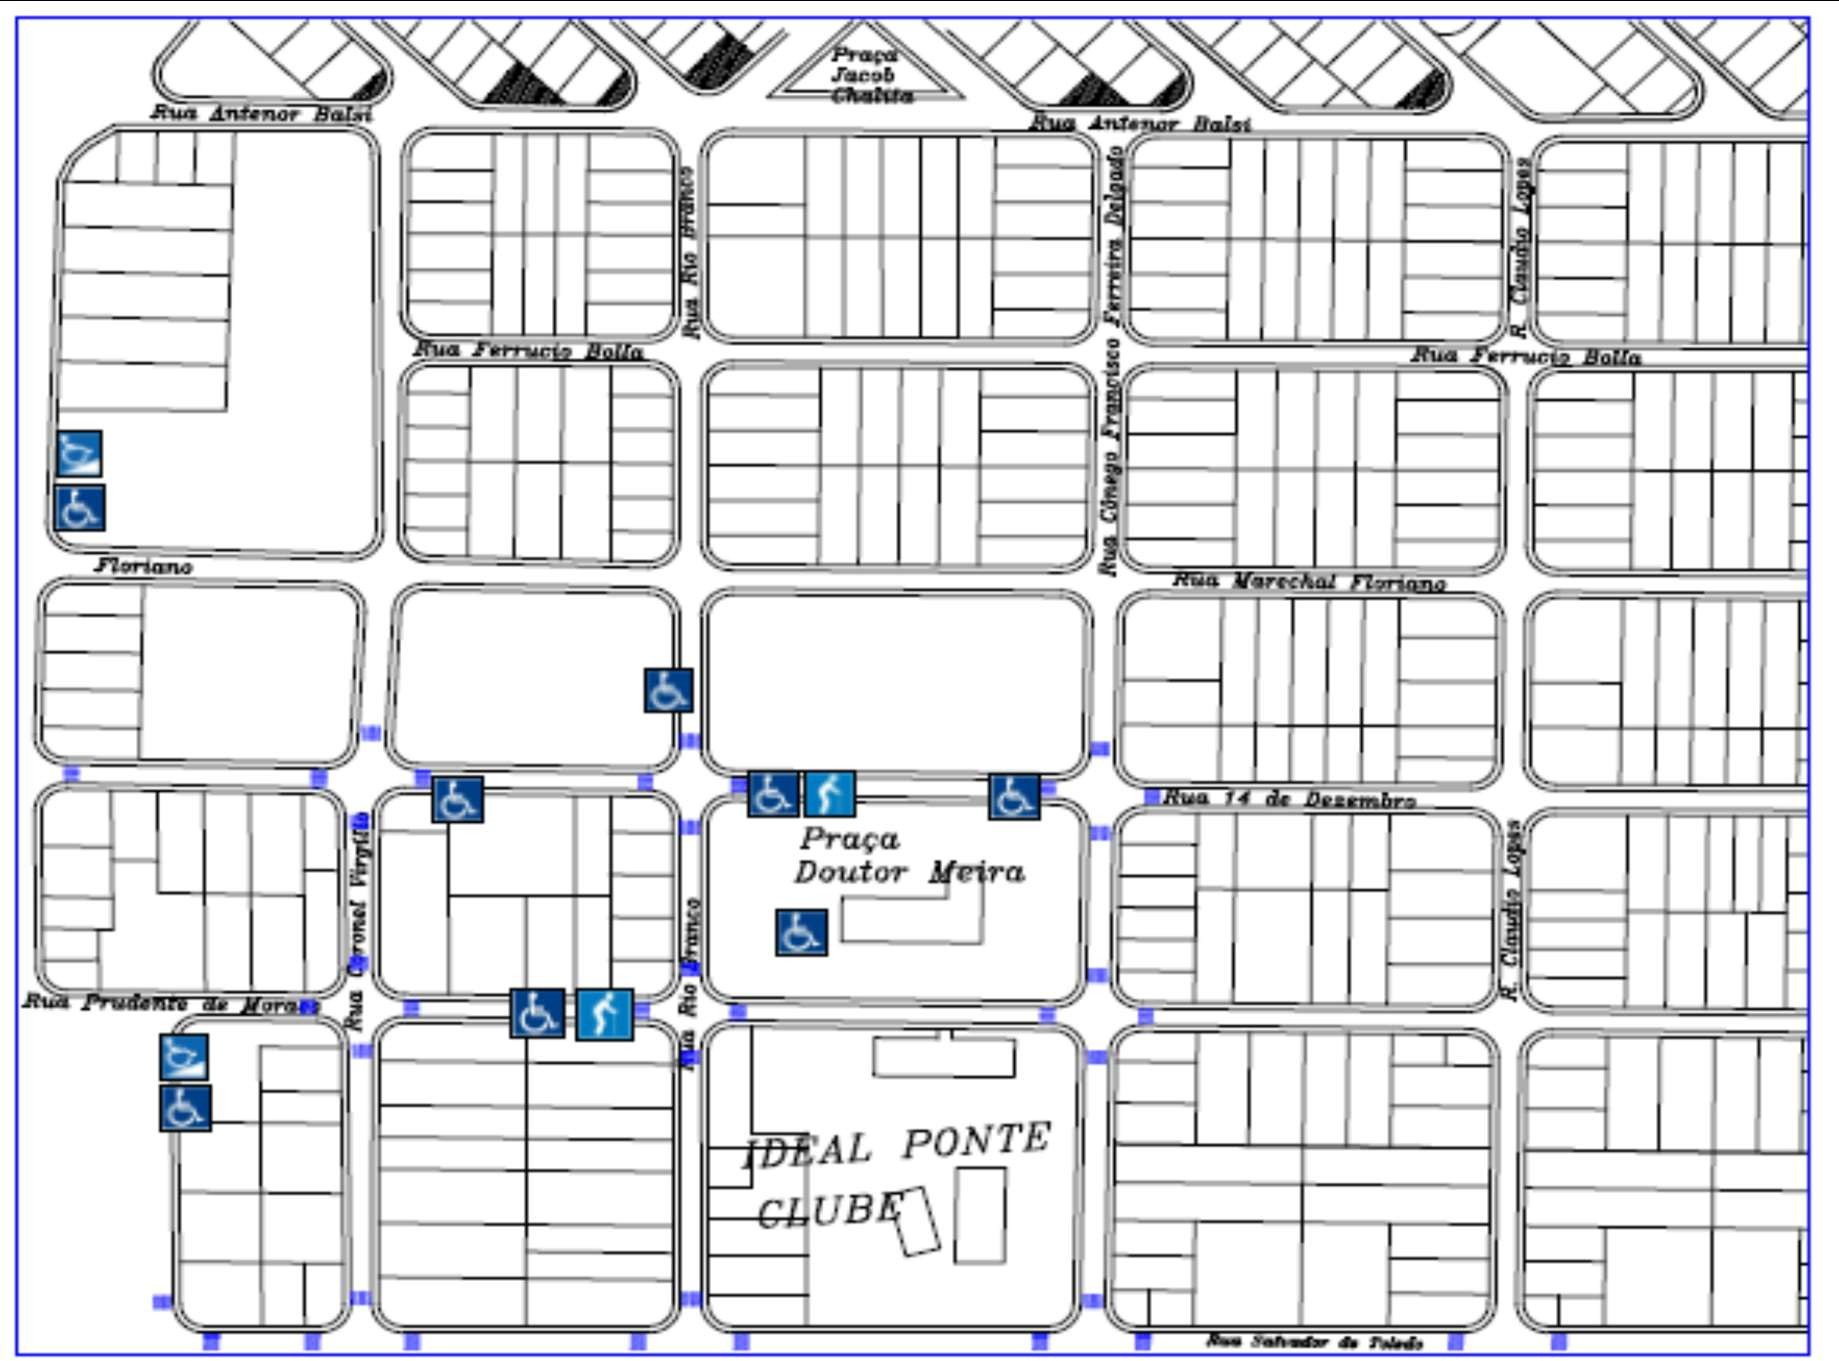 Praça
Jacob
Chalita
Rua Antenor Balsi
Rua Antenor Balsi
Rua Rio Branco
Rua Cônego Francisco Ferreira Delgado
R. Claudio Lopes
Rua Ferrucio Bolla
Rua Ferrucio Bolla
Floriano
Rua Marechal Floriano
Rua 14 de Dezembro
Praça
Doutor Meira
Rua Coronel Virgilio
Rua Rio Branco
R. Claudio Lopes
Rua Prudente de Moraes
IDEAL PONTE
CLUBE
Rua Salvador de Toledo